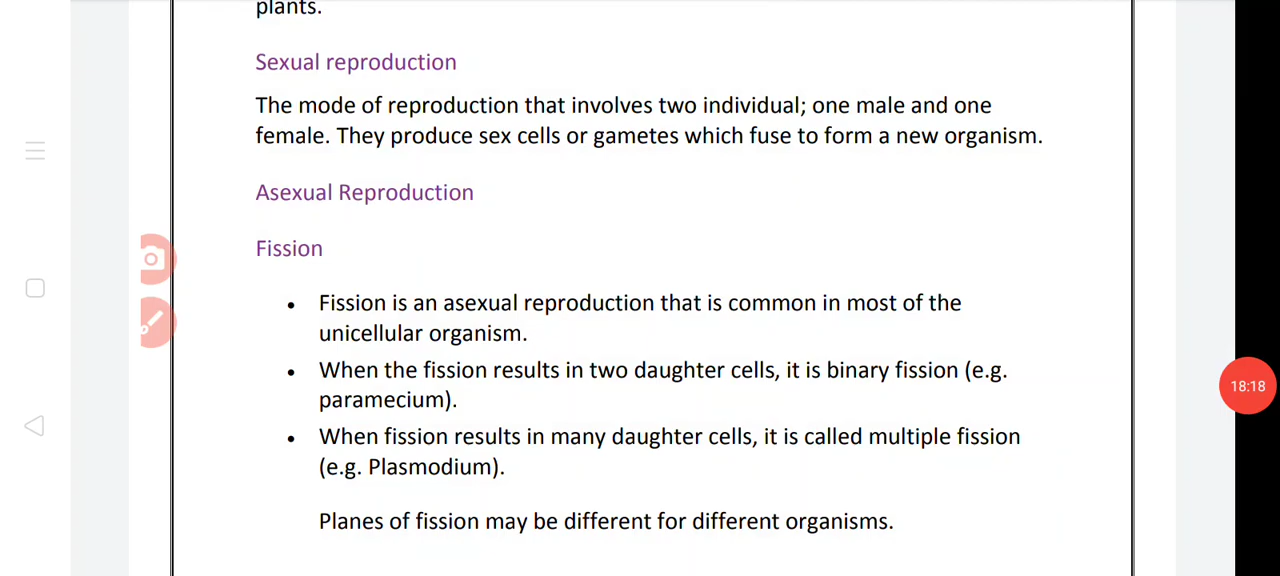 plants.
Sexual reproduction
The mode of reproduction that involves two individual; one male and one
female. They produce sex cells or gametes which fuse to form a new organism.
Asexual Reproduction
Fission
• Fission is an asexual reproduction that is common in most of the
unicellular organism.
• When the fission results in two daughter cells, it is binary fission (e.g.
paramecium).
• When fission results in many daughter cells, it is called multiple fission
(e.g. Plasmodium).
Planes of fission may be different for different organisms.
18:18